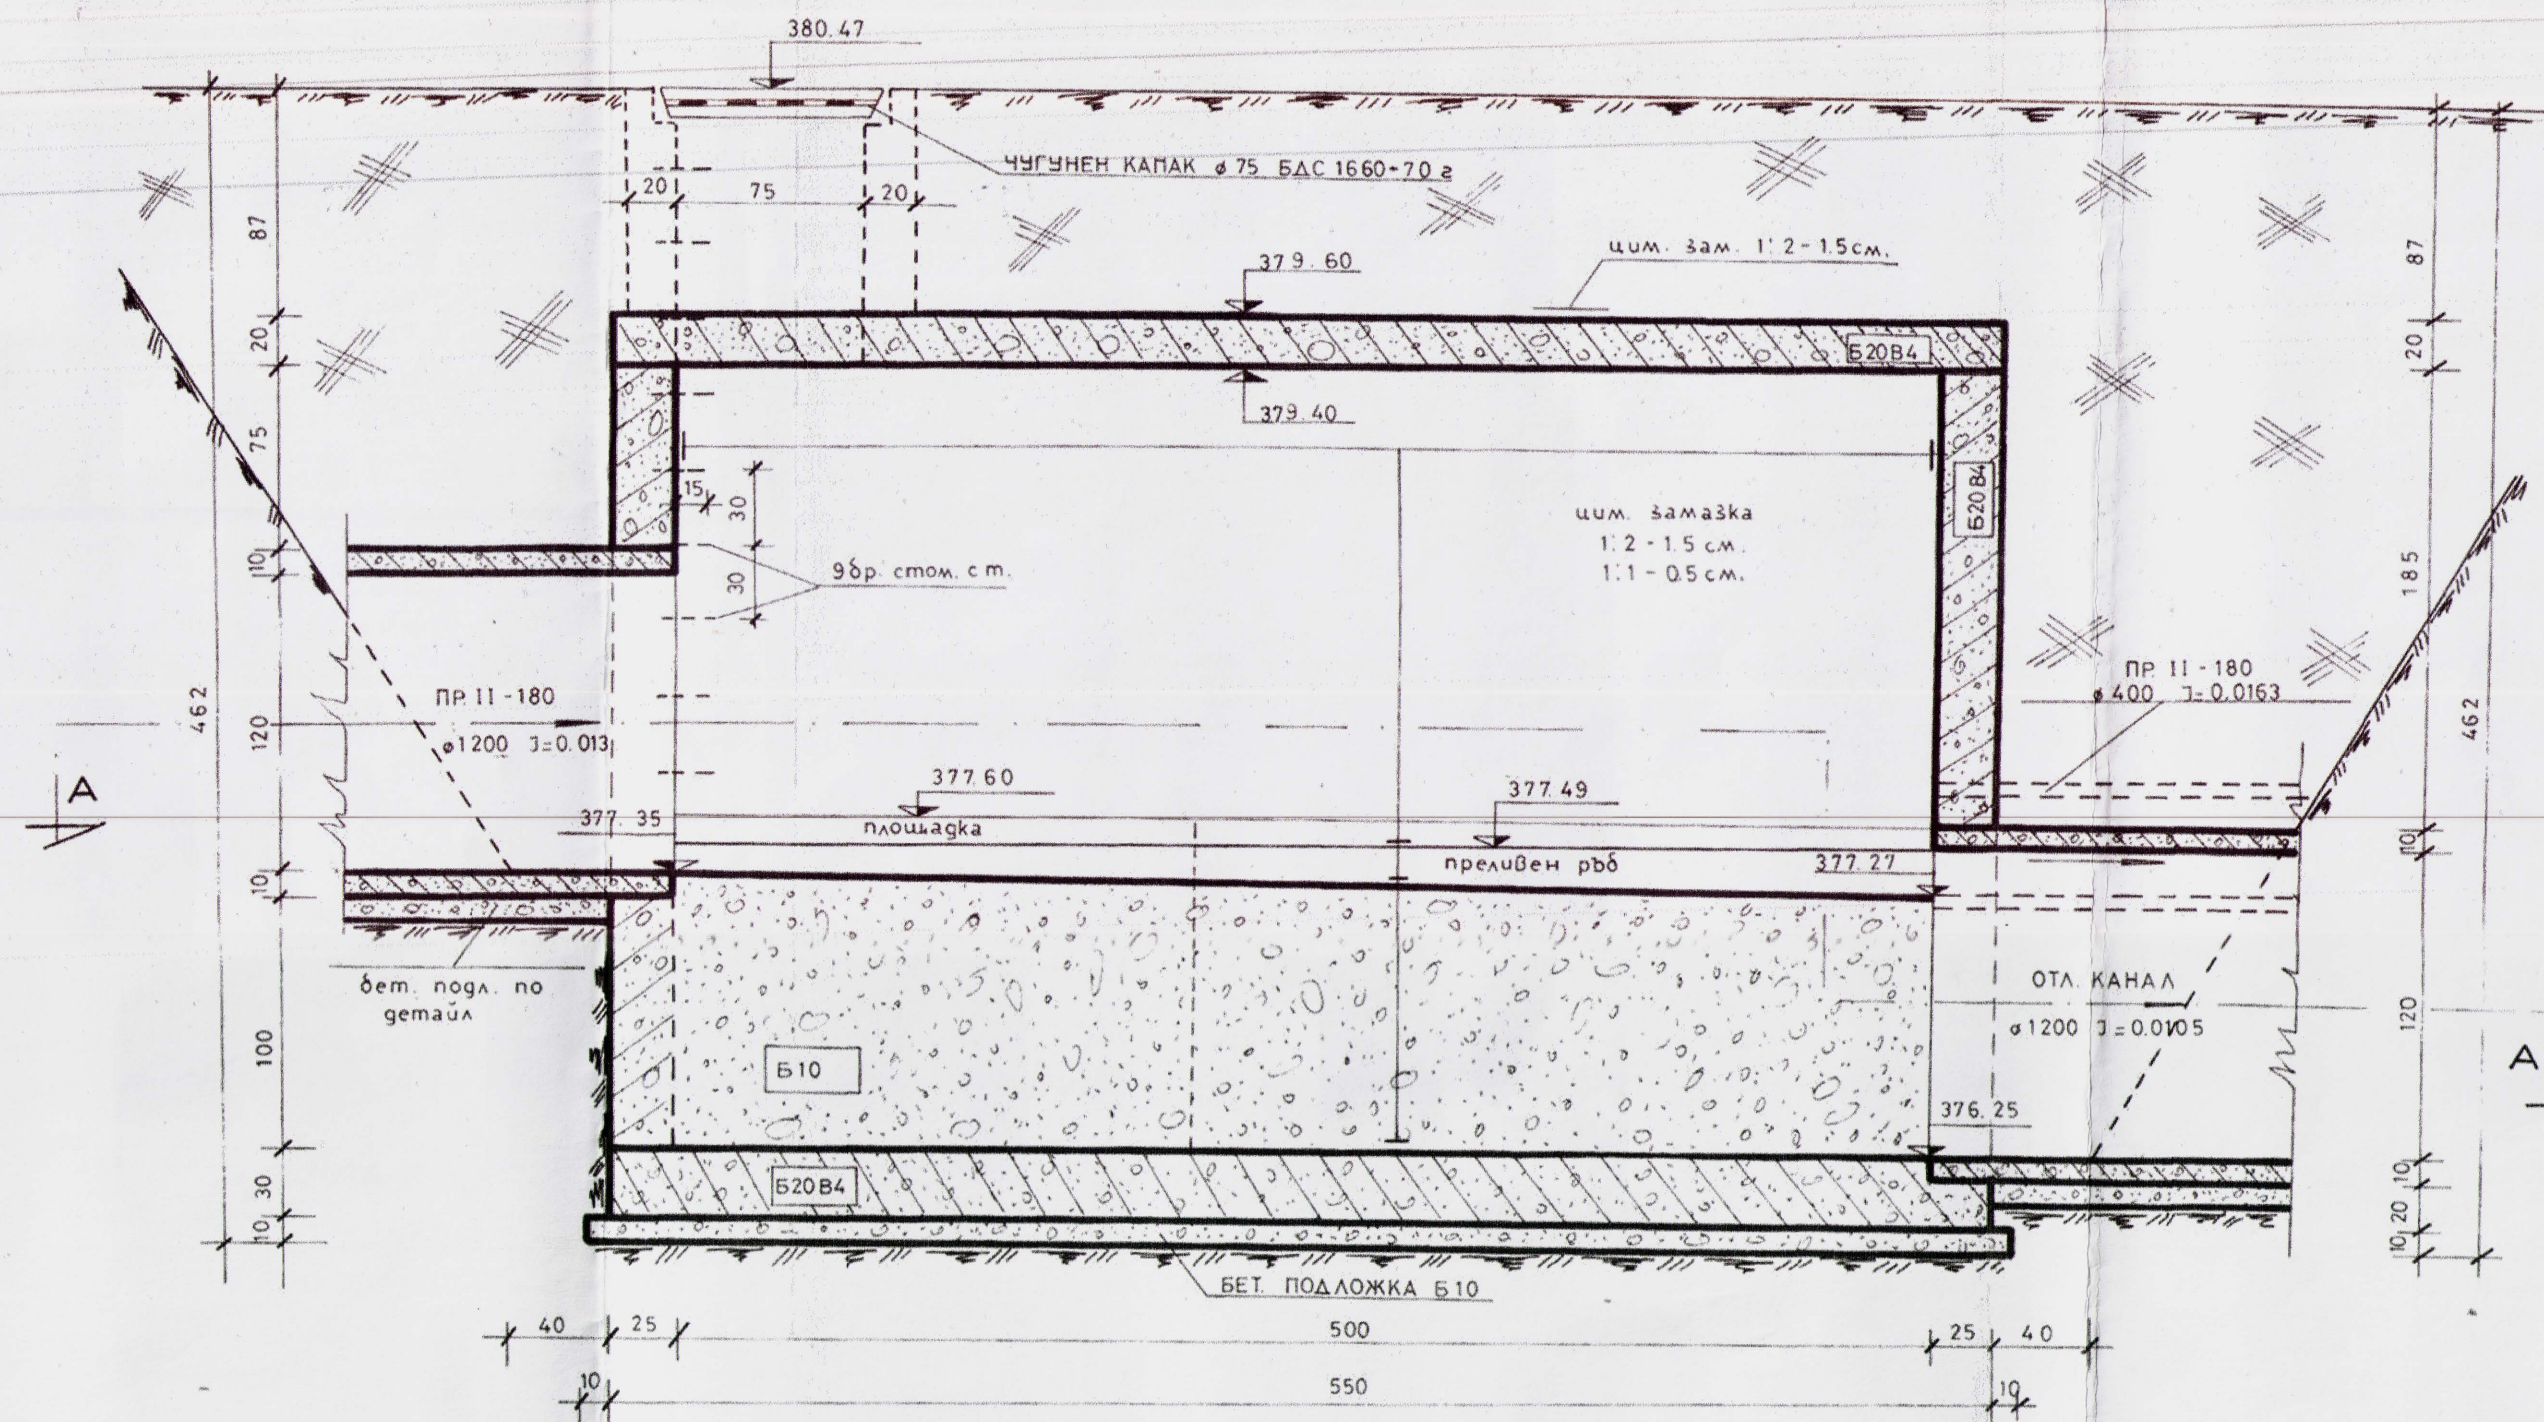 380.47
ЧУГУНЕН КАПАК ø 75 БДС 1660-70 г
20
75
20
87
20
75
10
120
10
100
30
10
462
379.60
цим. зам. 1:2-1.5см.
Б20В4
379.40
15
30
30
9бр. стом. ст.
цим. замазка
1:2-1.5 см.
1:1-0.5см.
Б20В4
87
20
185
10
120
10
20
10
462
ПР. II-180
ø1200 J=0.013
ПР. II-180
ø400 J=0.0163
A
377.35
377.60
площадка
377.49
преливен ръб
377.27
бет. подл. по
детайл
ОТЛ. КАНАЛ
ø1200 J=0.0105
Б10
376.25
A
Б20В4
БЕТ. ПОДЛОЖКА Б10
40
25
500
25
40
10
550
10